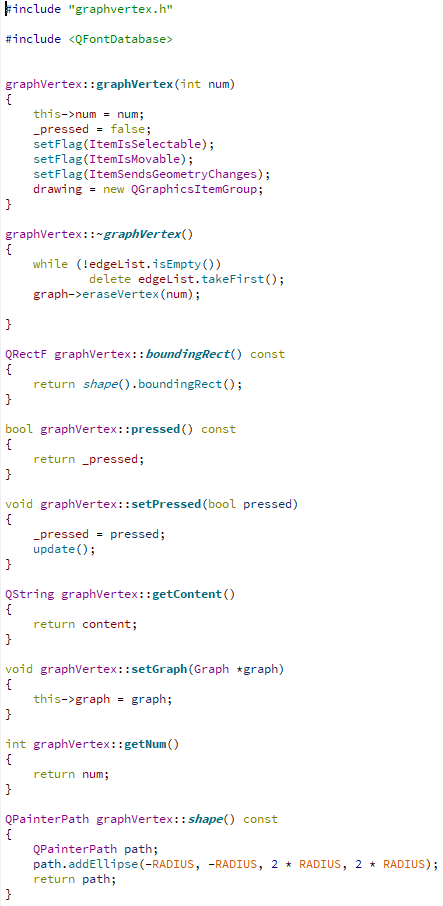 #include "graphvertex.h"

#include <QFontDatabase>


graphVertex::graphVertex(int num)
{
    this->num = num;
    _pressed = false;
    setFlag(ItemIsSelectable);
    setFlag(ItemIsMovable);
    setFlag(ItemSendsGeometryChanges);
    drawing = new QGraphicsItemGroup;
}

graphVertex::~graphVertex()
{
    while (!edgeList.isEmpty())
            delete edgeList.takeFirst();
    graph->eraseVertex(num);

}

QRectF graphVertex::boundingRect() const
{
    return shape().boundingRect();
}

bool graphVertex::pressed() const
{
    return _pressed;
}

void graphVertex::setPressed(bool pressed)
{
    _pressed = pressed;
    update();
}

QString graphVertex::getContent()
{
    return content;
}

void graphVertex::setGraph(Graph *graph)
{
    this->graph = graph;
}

int graphVertex::getNum()
{
    return num;
}

QPainterPath graphVertex::shape() const
{
    QPainterPath path;
    path.addEllipse(-RADIUS, -RADIUS, 2 * RADIUS, 2 * RADIUS);
    return path;
}